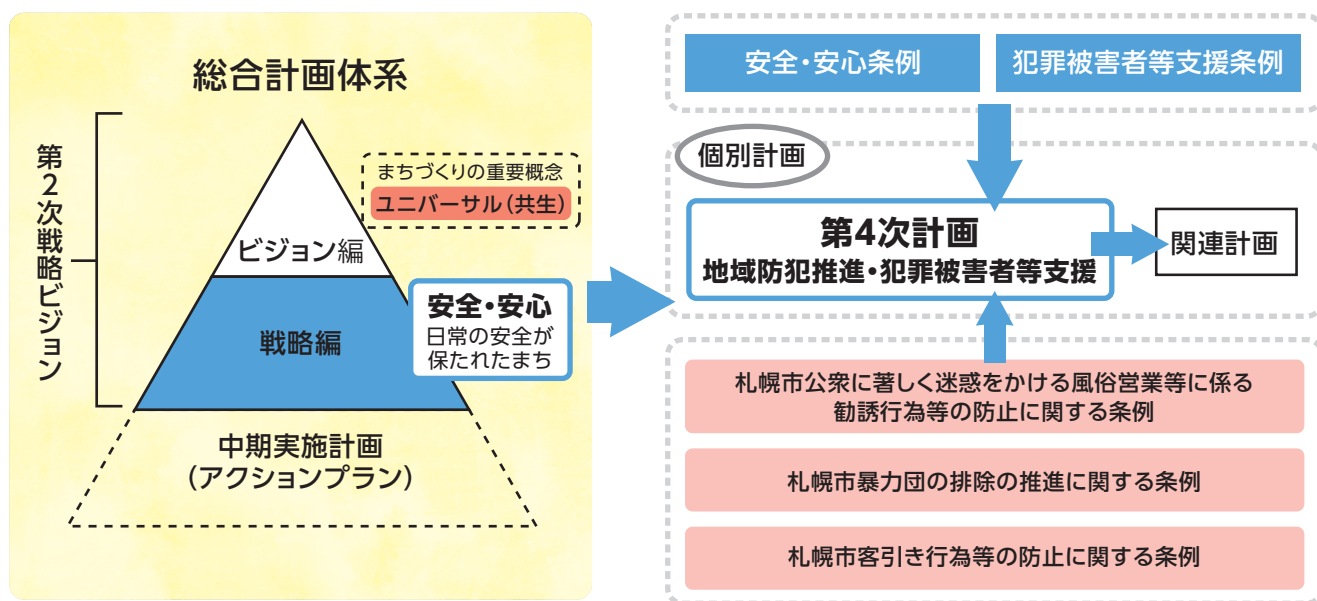 総合計画体系
第2次戦略ビジョン
まちづくりの重要概念
ユニバーサル(共生)
ビジョン編
戦略編
安全・安心
日常の安全が
保たれたまち
中期実施計画
(アクションプラン)
安全・安心条例
犯罪被害者等支援条例
個別計画
第4次計画
地域防犯推進・犯罪被害者等支援
関連計画
札幌市公衆に著しく迷惑をかける風俗営業等に係る
勧誘行為等の防止に関する条例
札幌市暴力団の排除の推進に関する条例
札幌市客引き行為等の防止に関する条例